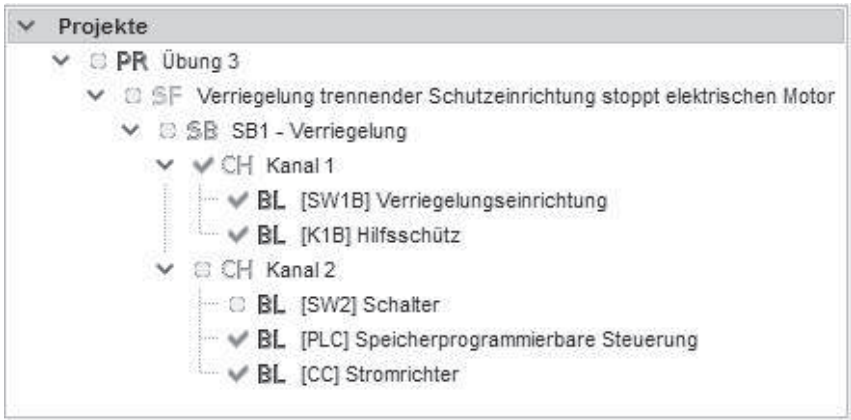 Projekte
PR Übung 3
SF Verriegelung trennender Schutzeinrichtung stoppt elektrischen Motor
SB SB1 - Verriegelung
CH Kanal 1
BL [SW1B] Verriegelungseinrichtung
BL [K1B] Hilfsschütz
CH Kanal 2
BL [SW2] Schalter
BL [PLC] Speicherprogrammierbare Steuerung
BL [CC] Stromrichter